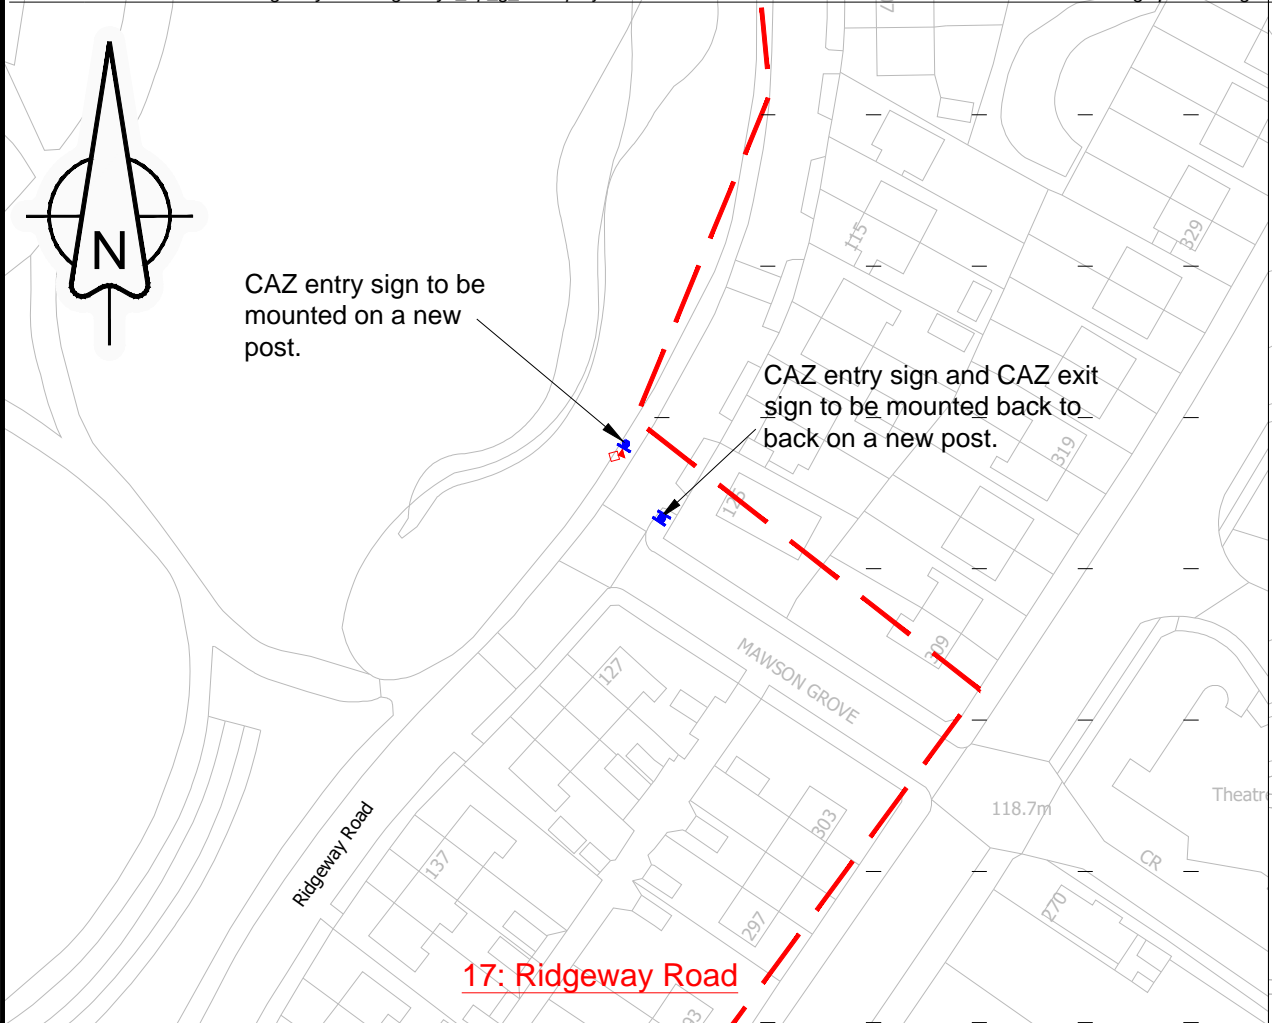 N
CAZ entry sign to be
mounted on a new
post.
CAZ entry sign and CAZ exit
sign to be mounted back to
back on a new post.
115
329
319
125
309
MAWSON GROVE
127
Ridgeway Road
137
303
297
118.7m
Theatre
CR
270
17: Ridgeway Road